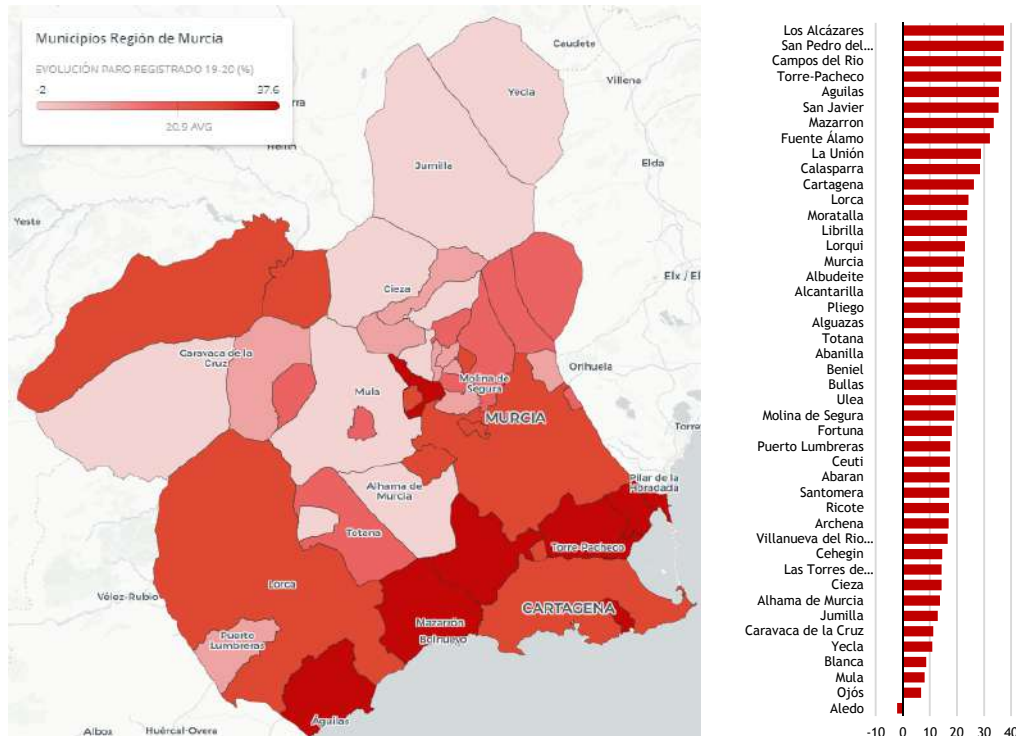 Municipios Región de Murcia
EVOLUCIÓN PARO REGISTRADO 19-20 (%)
-2
37.6
20.9 AVG
Caudete
Villena
Yecla
Elda
Jumilla
Yeste
Elx / El
Cieza
Caravaca de la
Cruz
Orihuela
Mula
Molina de
Segura
MURCIA
Torre
Alhama de
Murcia
Pilar de la
Horadada
Totana
Torre-Pacheco
Lorca
Vélez-Rubio
CARTAGENA
Mazarrón
Bolnuevo
Puerto
Lumbreras
Águilas
Albox
Huércal-Overa
Los Alcázares
San Pedro del...
Campos del Rio
Torre-Pacheco
Aguilas
San Javier
Mazarron
Fuente Álamo
La Unión
Calasparra
Cartagena
Lorca
Moratalla
Librilla
Lorqui
Murcia
Albudeite
Alcantarilla
Pliego
Alguazas
Totana
Abanilla
Beniel
Bullas
Ulea
Molina de Segura
Fortuna
Puerto Lumbreras
Ceuti
Abaran
Santomera
Ricote
Archena
Villanueva del Rio...
Cehegin
Las Torres de...
Cieza
Alhama de Murcia
Jumilla
Caravaca de la Cruz
Yecla
Blanca
Mula
Ojós
Aledo
-10 0 10 20 30 40